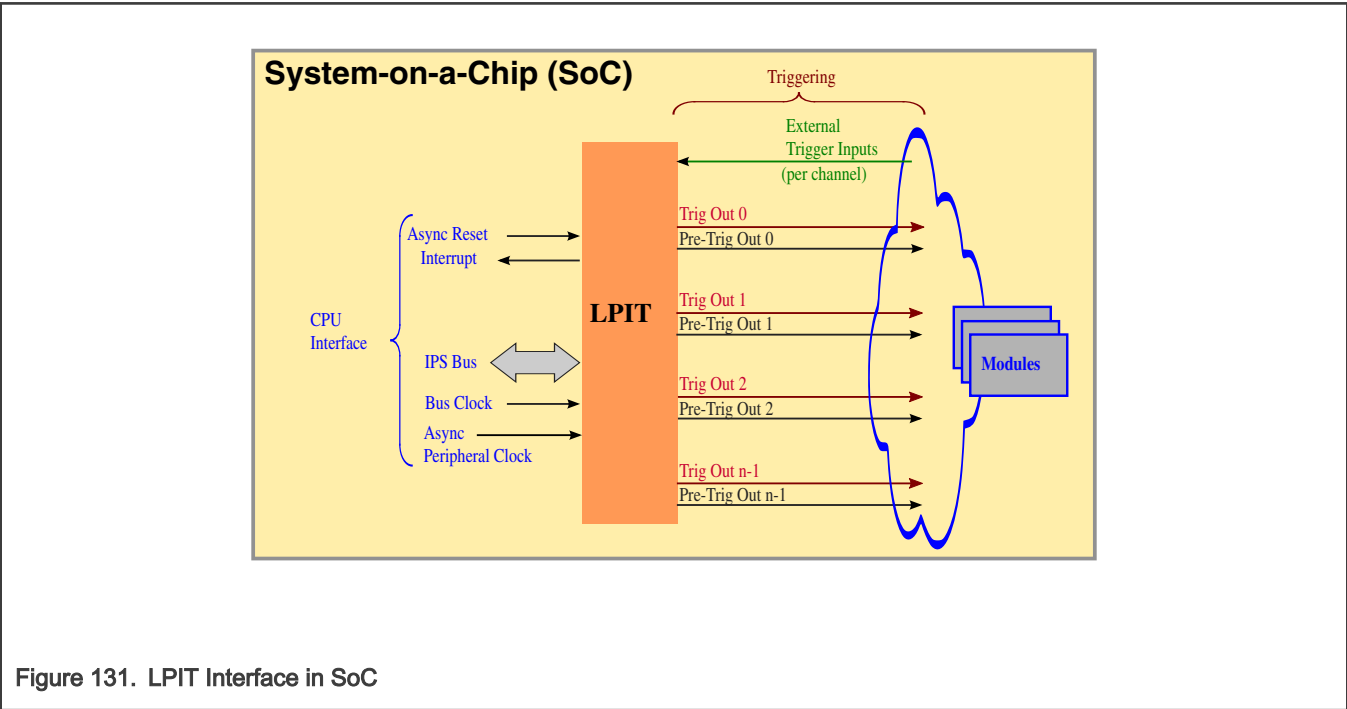 System-on-a-Chip (SoC)
Triggering
External
Trigger Inputs
(per channel)
Trig Out 0
Pre-Trig Out 0
Async Reset
Interrupt
Trig Out 1
Pre-Trig Out 1
LPIT
CPU
Interface
IPS Bus
Modules
Trig Out 2
Pre-Trig Out 2
Bus Clock
Async
Peripheral Clock
Trig Out n-1
Pre-Trig Out n-1
Figure 131. LPIT Interface in SoC